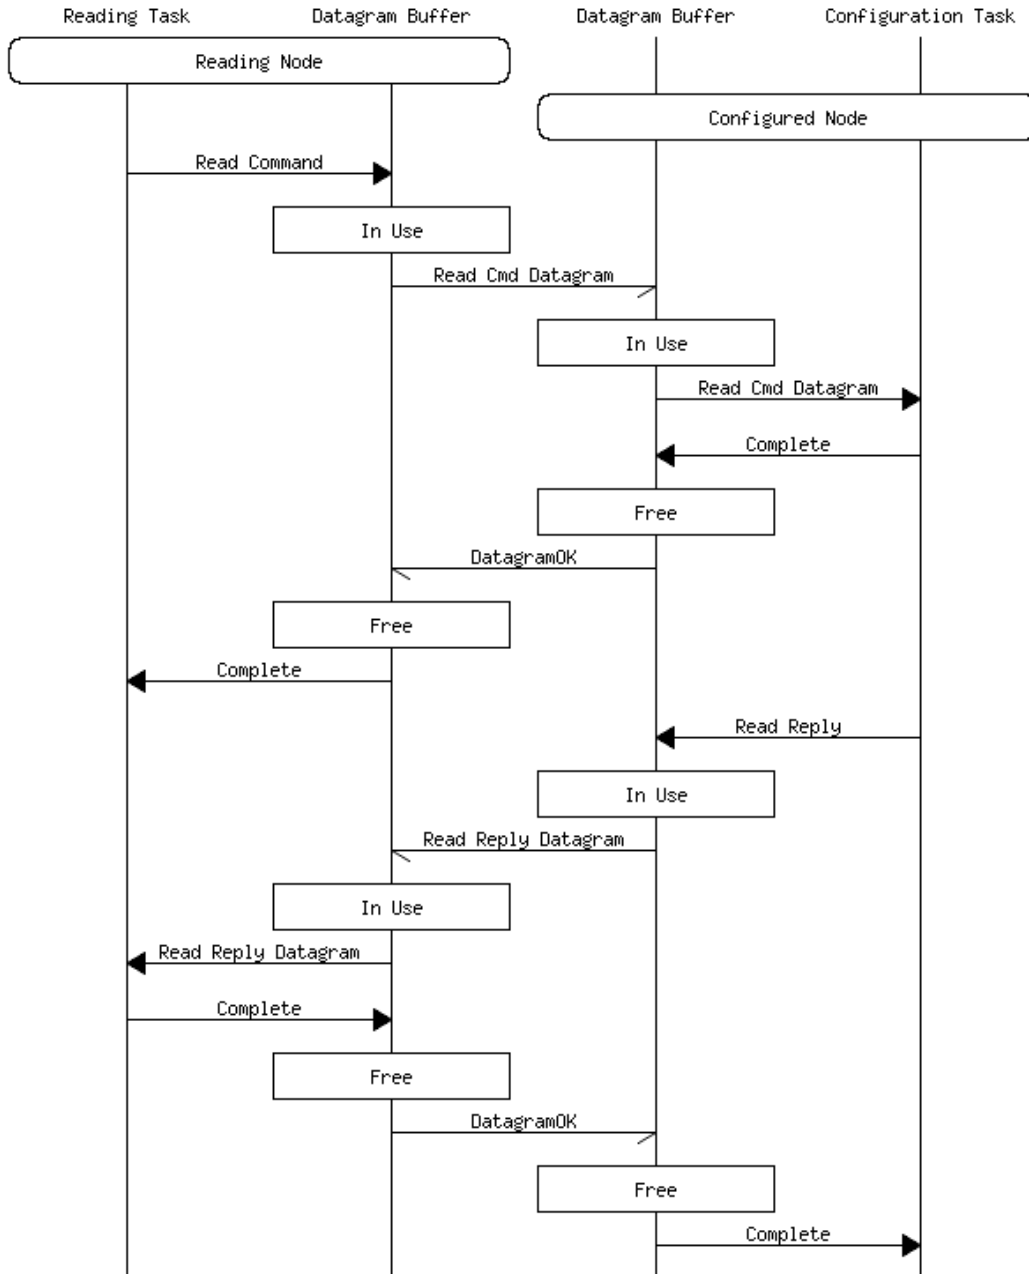 Reading Task
Datagram Buffer
Datagram Buffer
Configuration Task
Reading Node
Configured Node
Read Command
In Use
Read Cmd Datagram
In Use
Read Cmd Datagram
Complete
Free
DatagramOK
Free
Complete
Read Reply
In Use
Read Reply Datagram
In Use
Read Reply Datagram
Complete
Free
DatagramOK
Free
Complete